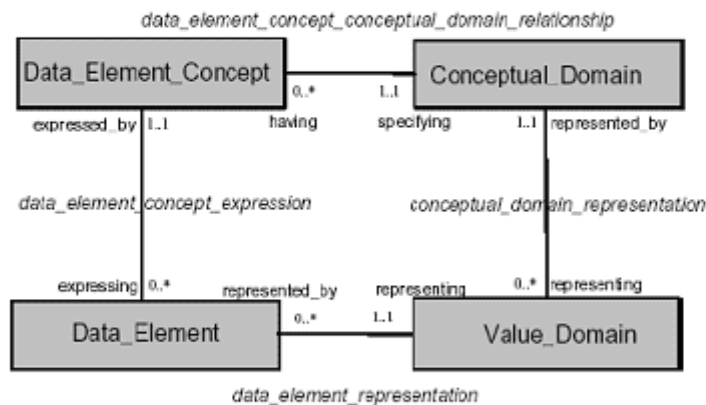 data_element_concept_conceptual_domain_relationship
Data_Element_Concept
Conceptual_Domain
0..*
1..1
expressed_by
1..1
having
specifying
1..1
represented_by
data_element_concept_expression
conceptual_domain_representation
expressing
0..*
represented_by
representing
0..*
representing
0..*
1..1
Data_Element
Value_Domain
data_element_representation